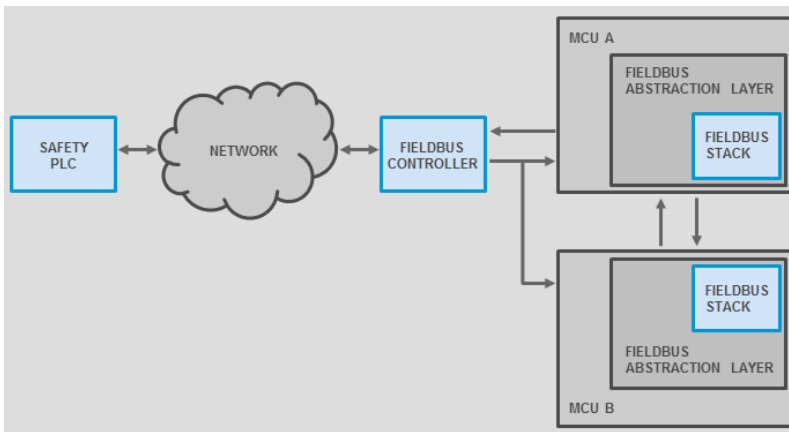 SAFETY
PLC
NETWORK
FIELDBUS
CONTROLLER
MCU A
FIELDBUS
ABSTRACTION LAYER
FIELDBUS
STACK
FIELDBUS
STACK
FIELDBUS
ABSTRACTION LAYER
MCU B